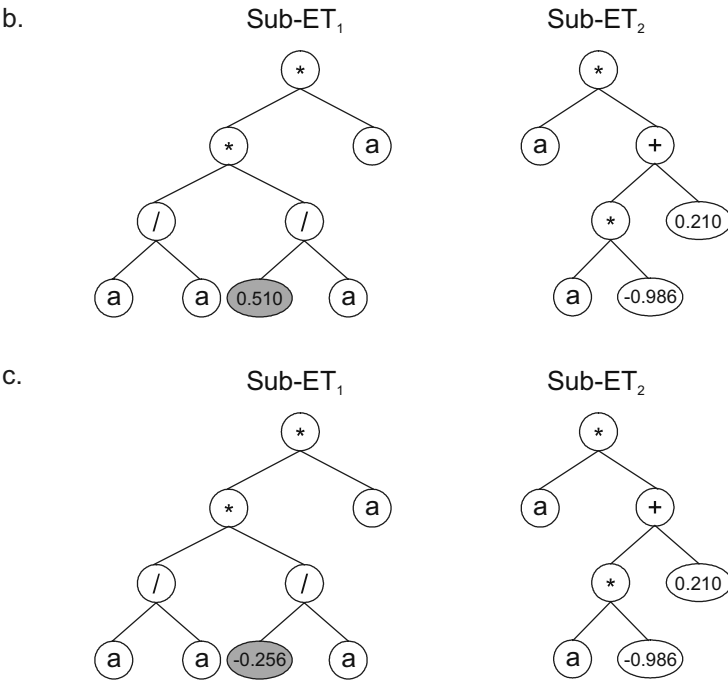 b. Sub-ET₁ Sub-ET₂
* *
* a a +
/ / * 0.210
a a 0.510 a a -0.986
c. Sub-ET₁ Sub-ET₂
* *
* a a +
/ / * 0.210
a a -0.256 a a -0.986